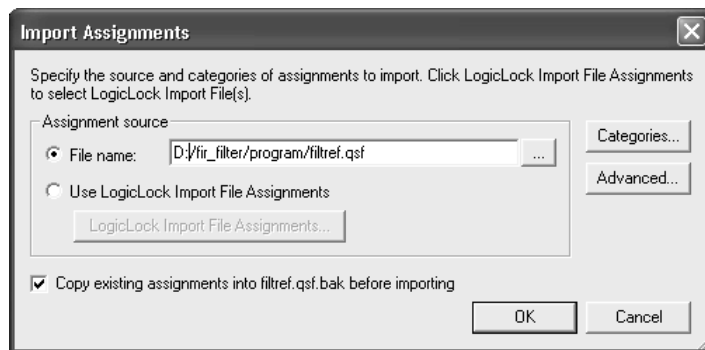 Import Assignments
Specify the source and categories of assignments to import. Click LogicLock Import File Assignments
to select LogicLock Import File(s).
Assignment source
File name: D:/fir_filter/program/filtref.qsf ...
Categories...
Use LogicLock Import File Assignments
Advanced...
LogicLock Import File Assignments...
Copy existing assignments into filtref.qsf.bak before importing
OK Cancel